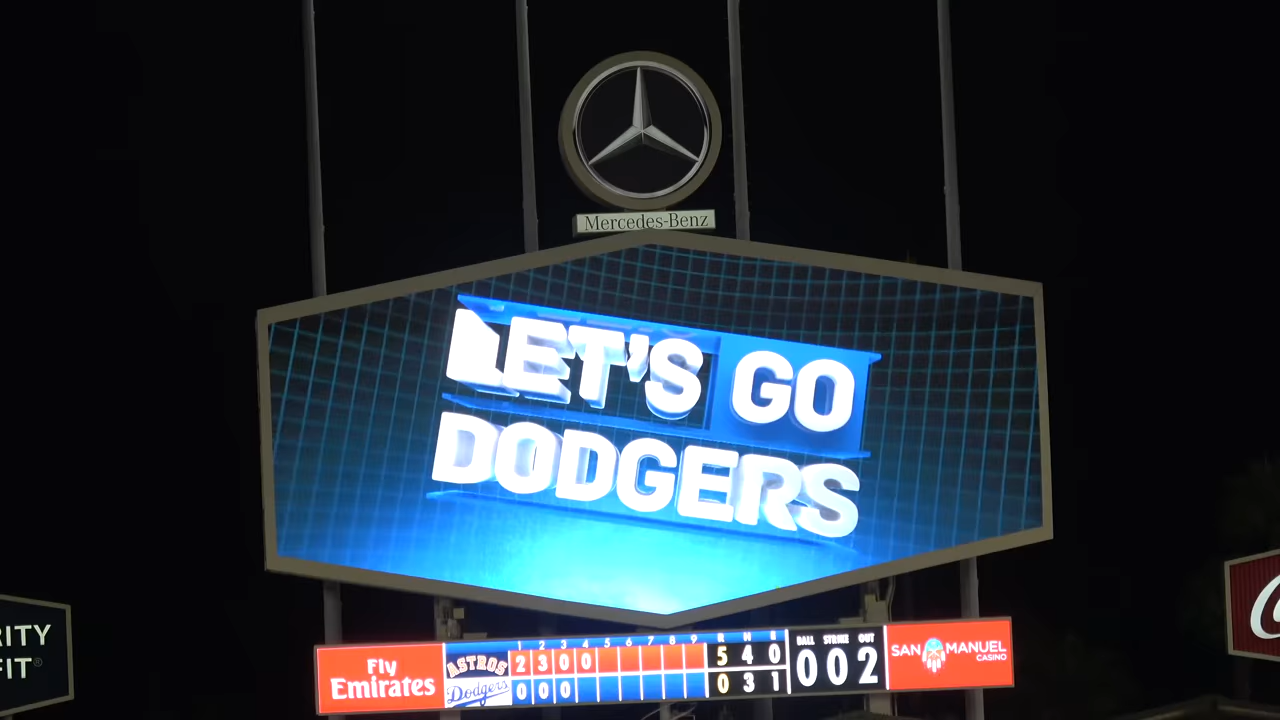 Mercedes-Benz
LET'S GO
DODGERS
RITY
FIT®
Fly
Emirates
1 2 3 4 5 6 7 8 9 R H E
ASTROS 2 3 0 0 5 4 0
Dodgers 0 0 0 0 3 1
BALL STRIKE OUT
0 0 2
SAN MANUEL
CASINO